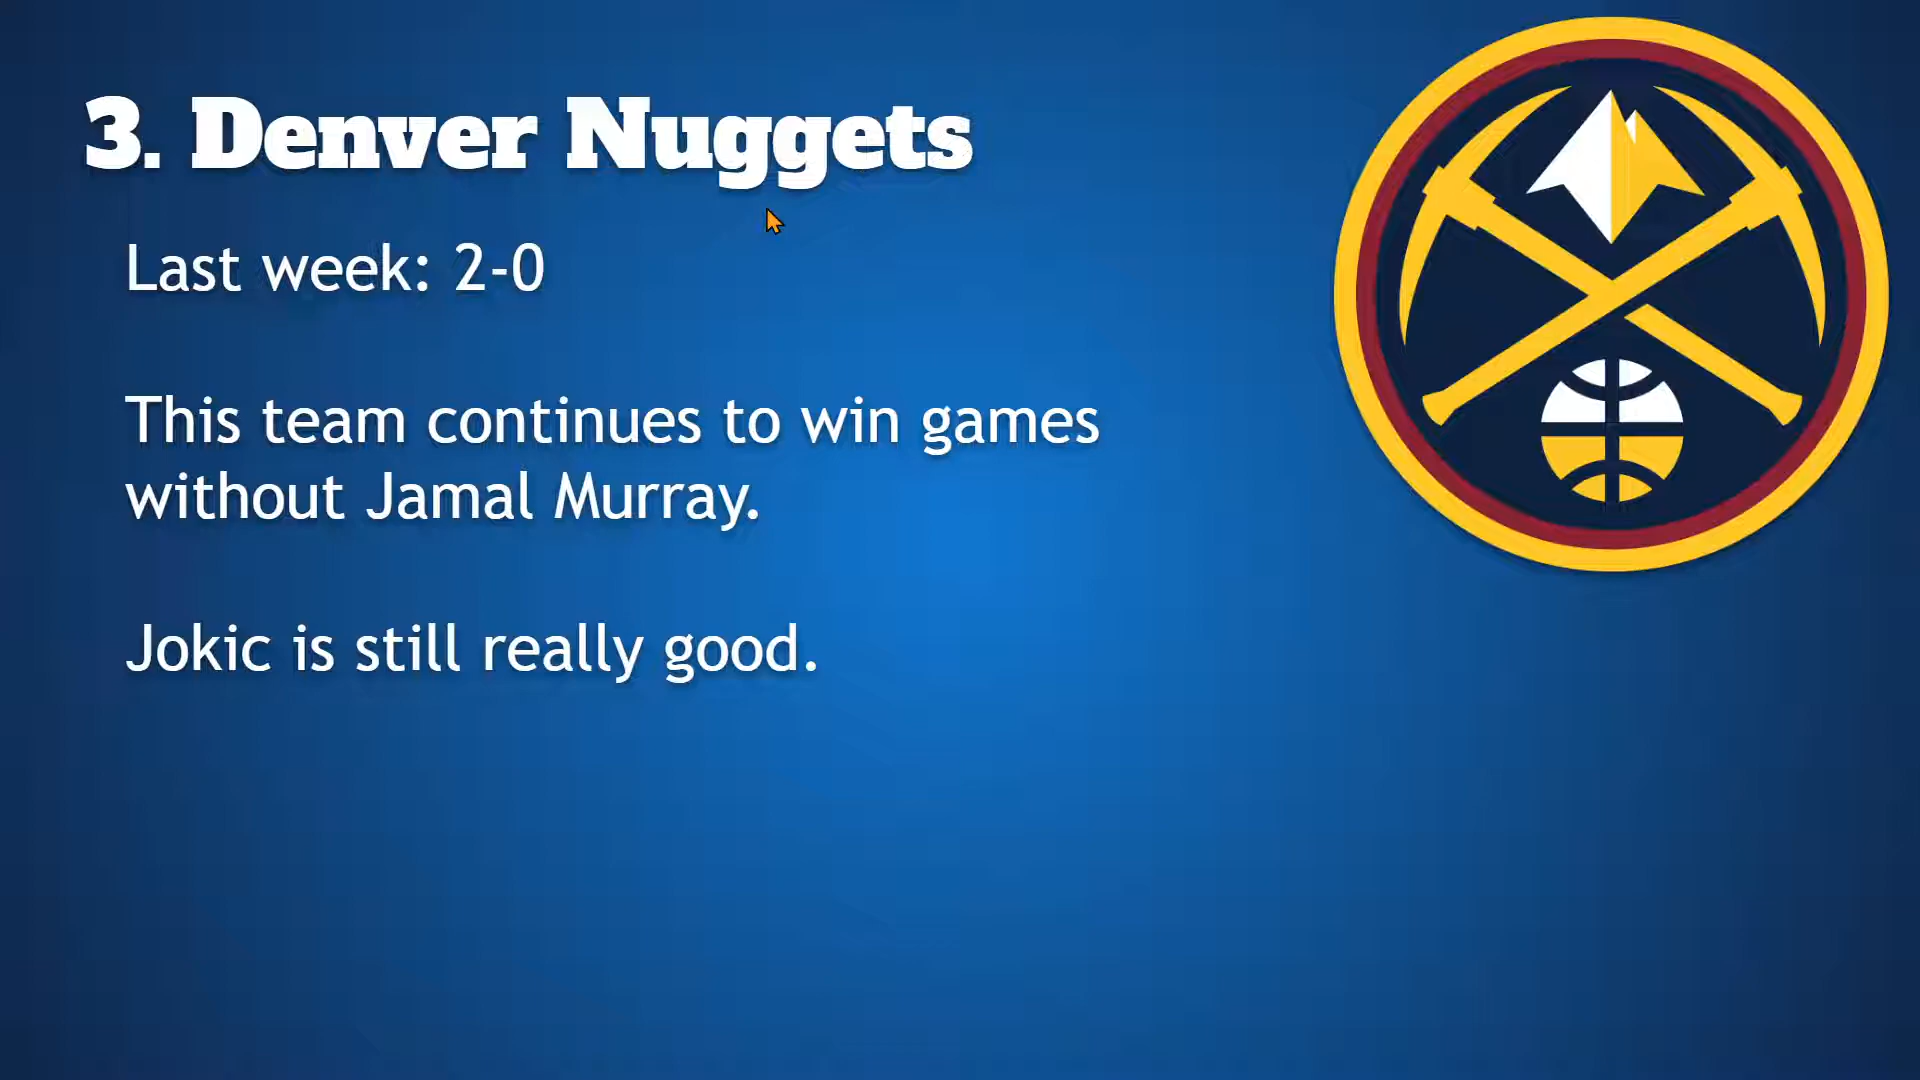 3. Denver Nuggets
Last week: 2-0
This team continues to win games
without Jamal Murray.
Jokic is still really good.